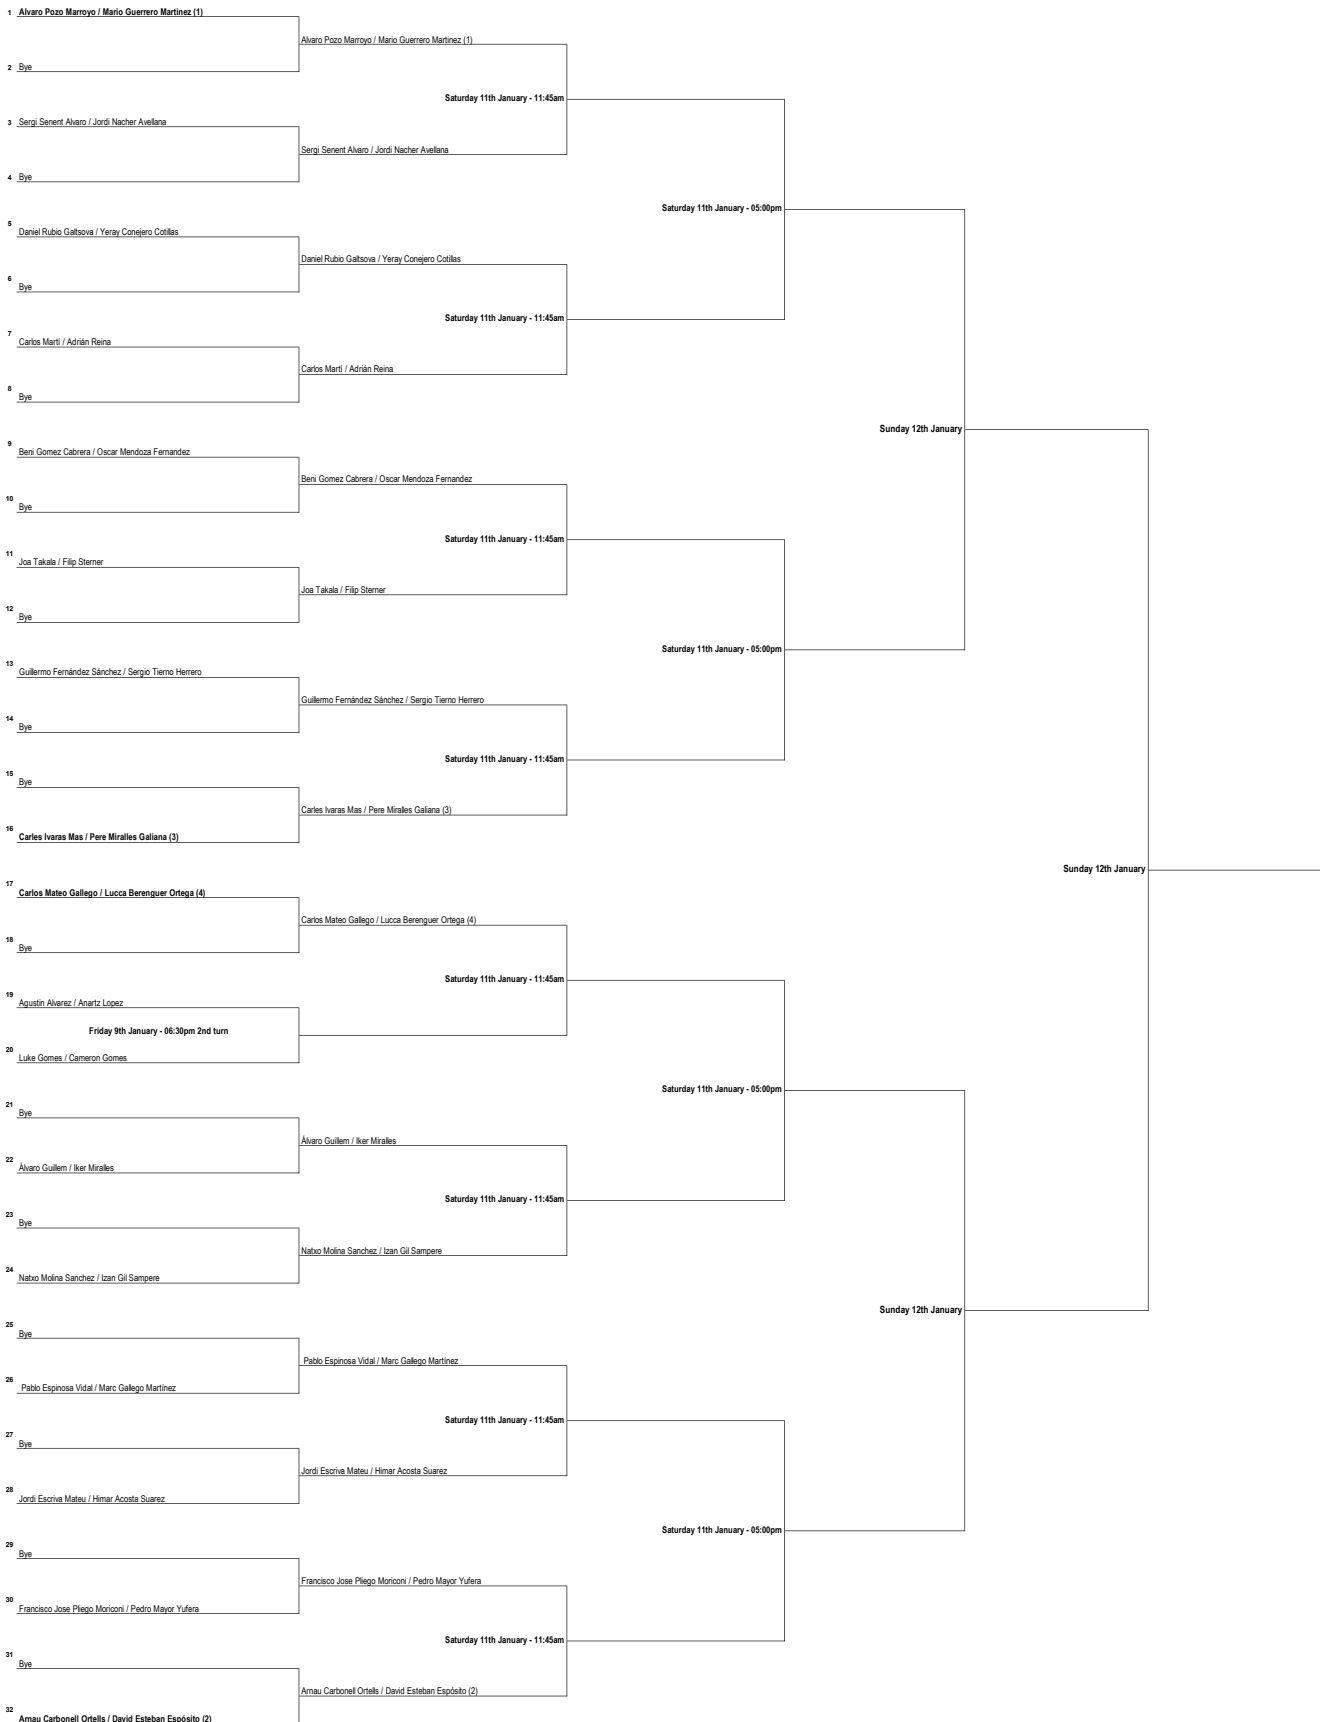 1 Alvaro Pozo Marroyo / Mario Guerrero Martinez (1)
Alvaro Pozo Marroyo / Mario Guerrero Martinez (1)
2 Bye
Saturday 11th January - 11:45am
3 Sergi Senent Alvaro / Jordi Nacher Avellana
Sergi Senent Alvaro / Jordi Nacher Avellana
4 Bye
Saturday 11th January - 05:00pm
5 Daniel Rubio Galtsova / Yeray Conejero Cotillas
Daniel Rubio Galtsova / Yeray Conejero Cotillas
6 Bye
Saturday 11th January - 11:45am
7 Carlos Martí / Adrián Reina
Carlos Martí / Adrián Reina
8 Bye
Sunday 12th January
9 Beni Gomez Cabrera / Oscar Mendoza Fernandez
Beni Gomez Cabrera / Oscar Mendoza Fernandez
10 Bye
Saturday 11th January - 11:45am
11 Joa Takala / Filip Sterner
Joa Takala / Filip Sterner
12 Bye
Saturday 11th January - 05:00pm
13 Guillermo Fernández Sánchez / Sergio Tierno Herrero
Guillermo Fernández Sánchez / Sergio Tierno Herrero
14 Bye
Saturday 11th January - 11:45am
15 Bye
Carles Ivaras Mas / Pere Miralles Galiana (3)
16 Carles Ivaras Mas / Pere Miralles Galiana (3)
Sunday 12th January
17 Carlos Mateo Gallego / Lucca Berenguer Ortega (4)
Carlos Mateo Gallego / Lucca Berenguer Ortega (4)
18 Bye
Saturday 11th January - 11:45am
19 Agustin Alvarez / Anartz Lopez
Friday 9th January - 06:30pm 2nd turn
20 Luke Gomes / Cameron Gomes
Saturday 11th January - 05:00pm
21 Bye
Álvaro Guillem / Iker Miralles
22 Álvaro Guillem / Iker Miralles
Saturday 11th January - 11:45am
23 Bye
Natxo Molina Sanchez / Izan Gil Sampere
24 Natxo Molina Sanchez / Izan Gil Sampere
Sunday 12th January
25 Bye
Pablo Espinosa Vidal / Marc Gallego Martínez
26 Pablo Espinosa Vidal / Marc Gallego Martínez
Saturday 11th January - 11:45am
27 Bye
Jordi Escriva Mateu / Himar Acosta Suarez
28 Jordi Escriva Mateu / Himar Acosta Suarez
Saturday 11th January - 05:00pm
29 Bye
Francisco Jose Pliego Moriconi / Pedro Mayor Yufera
30 Francisco Jose Pliego Moriconi / Pedro Mayor Yufera
Saturday 11th January - 11:45am
31 Bye
Arnau Carbonell Ortells / David Esteban Espósito (2)
32 Arnau Carbonell Ortells / David Esteban Espósito (2)